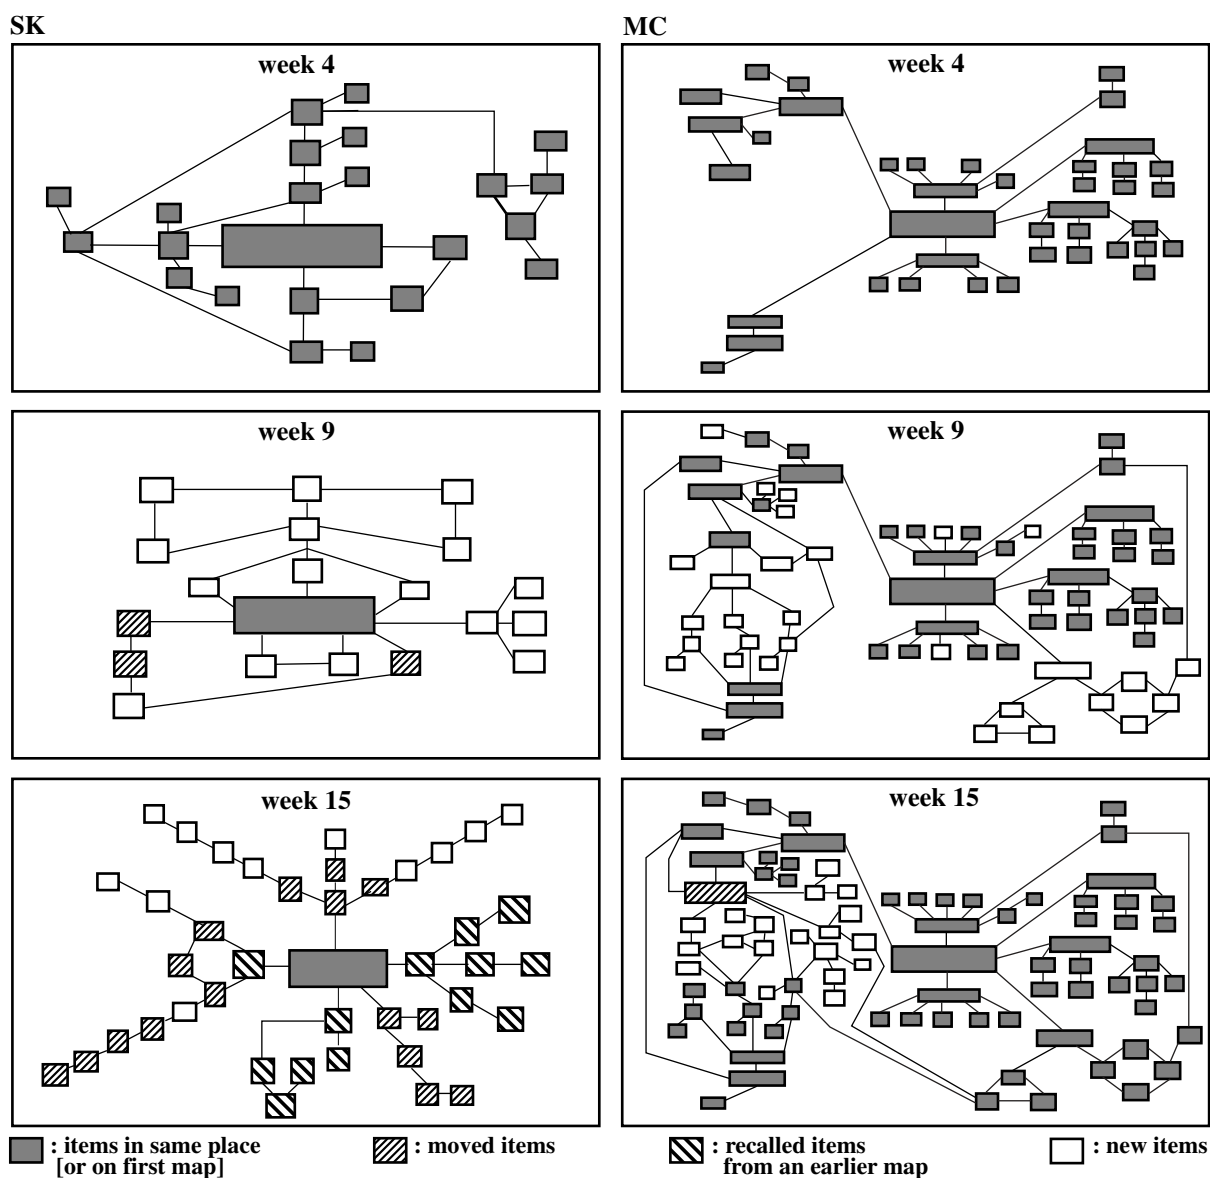 SK
MC
week 4
week 4
week 9
week 9
week 15
week 15
: items in same place
[or on first map]
: moved items
: recalled items
from an earlier map
: new items